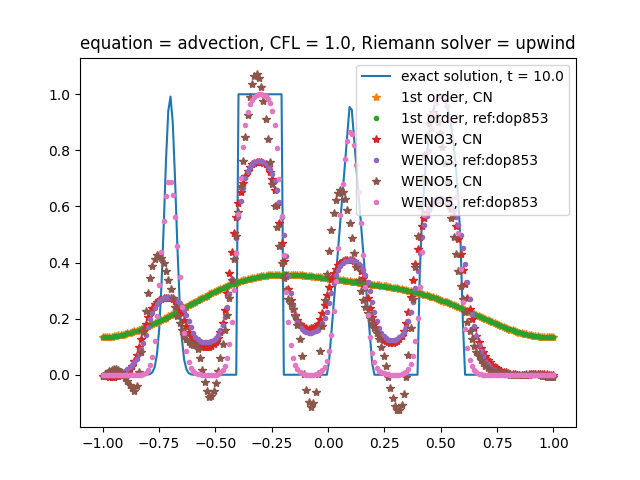 equation = advection, CFL = 1.0, Riemann solver = upwind
exact solution, t = 10.0
1st order, CN
1st order, ref:dop853
WENO3, CN
WENO3, ref:dop853
WENO5, CN
WENO5, ref:dop853
1.0
0.8
0.6
0.4
0.2
0.0
−1.00 −0.75 −0.50 −0.25 0.00 0.25 0.50 0.75 1.00